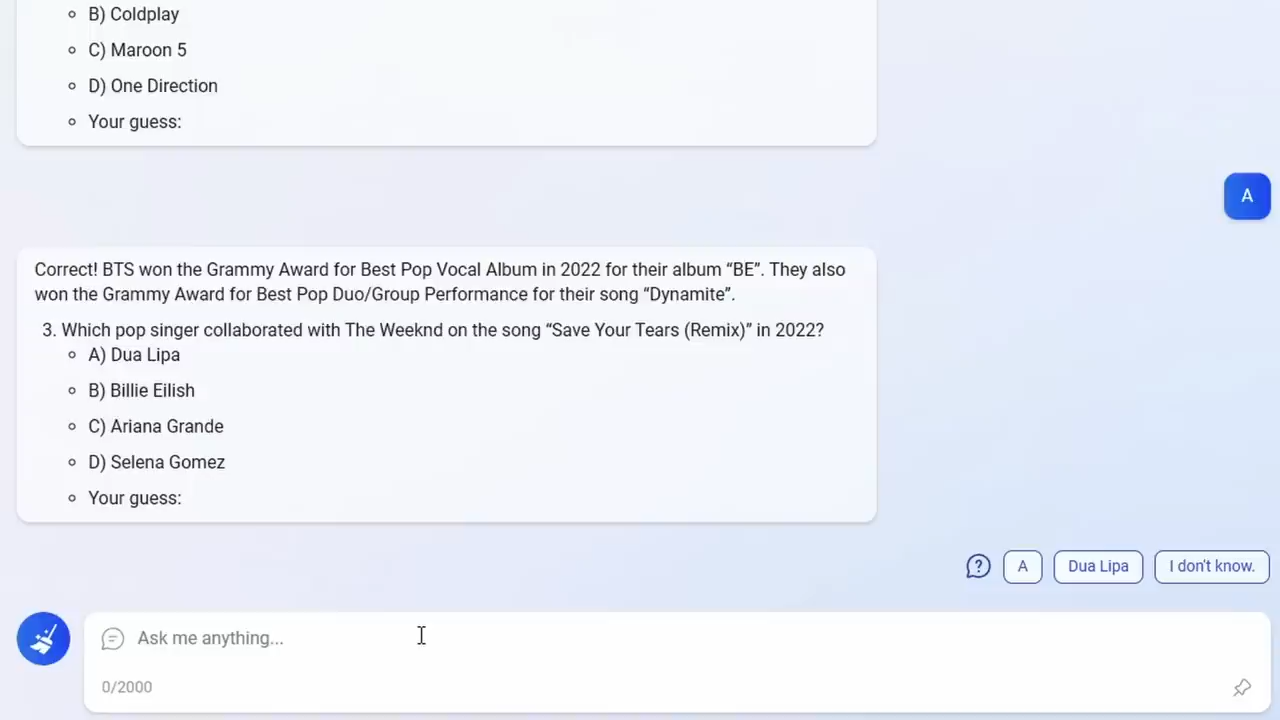 B) Coldplay
C) Maroon 5
D) One Direction
Your guess:
A
Correct! BTS won the Grammy Award for Best Pop Vocal Album in 2022 for their album “BE”. They also
won the Grammy Award for Best Pop Duo/Group Performance for their song “Dynamite”.
3. Which pop singer collaborated with The Weeknd on the song “Save Your Tears (Remix)” in 2022?
A) Dua Lipa
B) Billie Eilish
C) Ariana Grande
D) Selena Gomez
Your guess:
A Dua Lipa I don't know.
Ask me anything...
0/2000